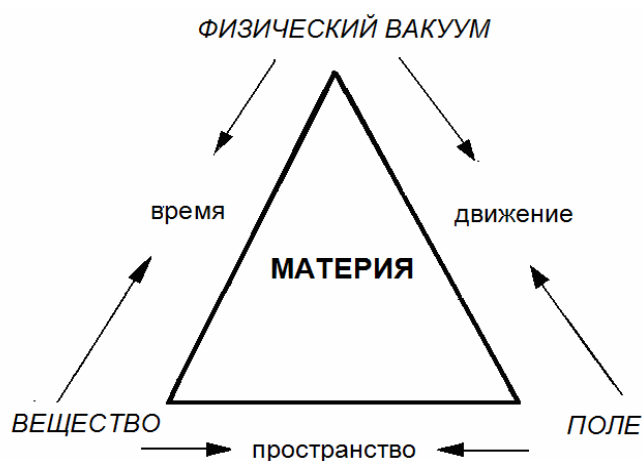 ФИЗИЧЕСКИЙ ВАКУУМ
время
движение
МАТЕРИЯ
ВЕЩЕСТВО
ПОЛЕ
пространство